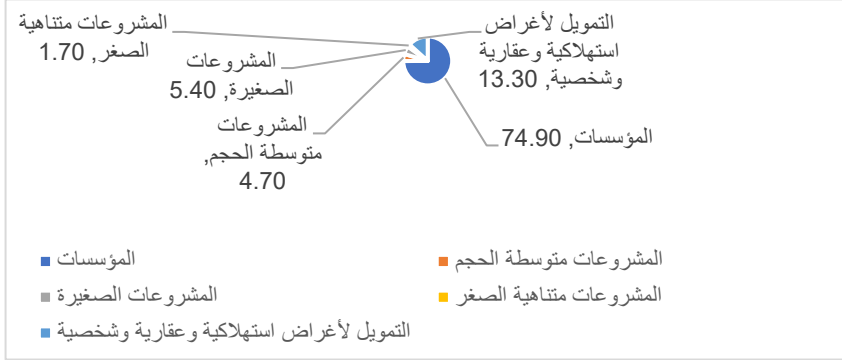 المشروعات متناهية
الصغر, 1.70
التمويل لأغراض
استهلاكية وعقارية
وشخصية, 13.30
المشروعات
الصغيرة, 5.40
المشروعات
متوسطة الحجم,
4.70
المؤسسات, 74.90
المؤسسات
المشروعات متوسطة الحجم
المشروعات الصغيرة
المشروعات متناهية الصغر
التمويل لأغراض استهلاكية وعقارية وشخصية